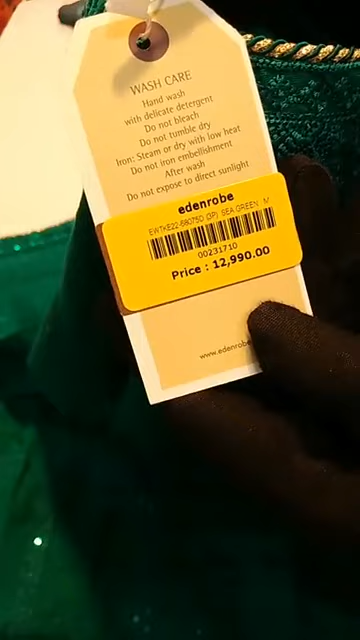 WASH CARE
Hand wash
with delicate detergent
Do not bleach
Do not tumble dry
Iron: Steam or dry with low heat
Do not iron embellishment
After wash
Do not expose to direct sunlight
edenrobe
EWTKE22-68075D (3P) SEA GREEN M
00231710
Price : 12,990.00
www.edenrobe